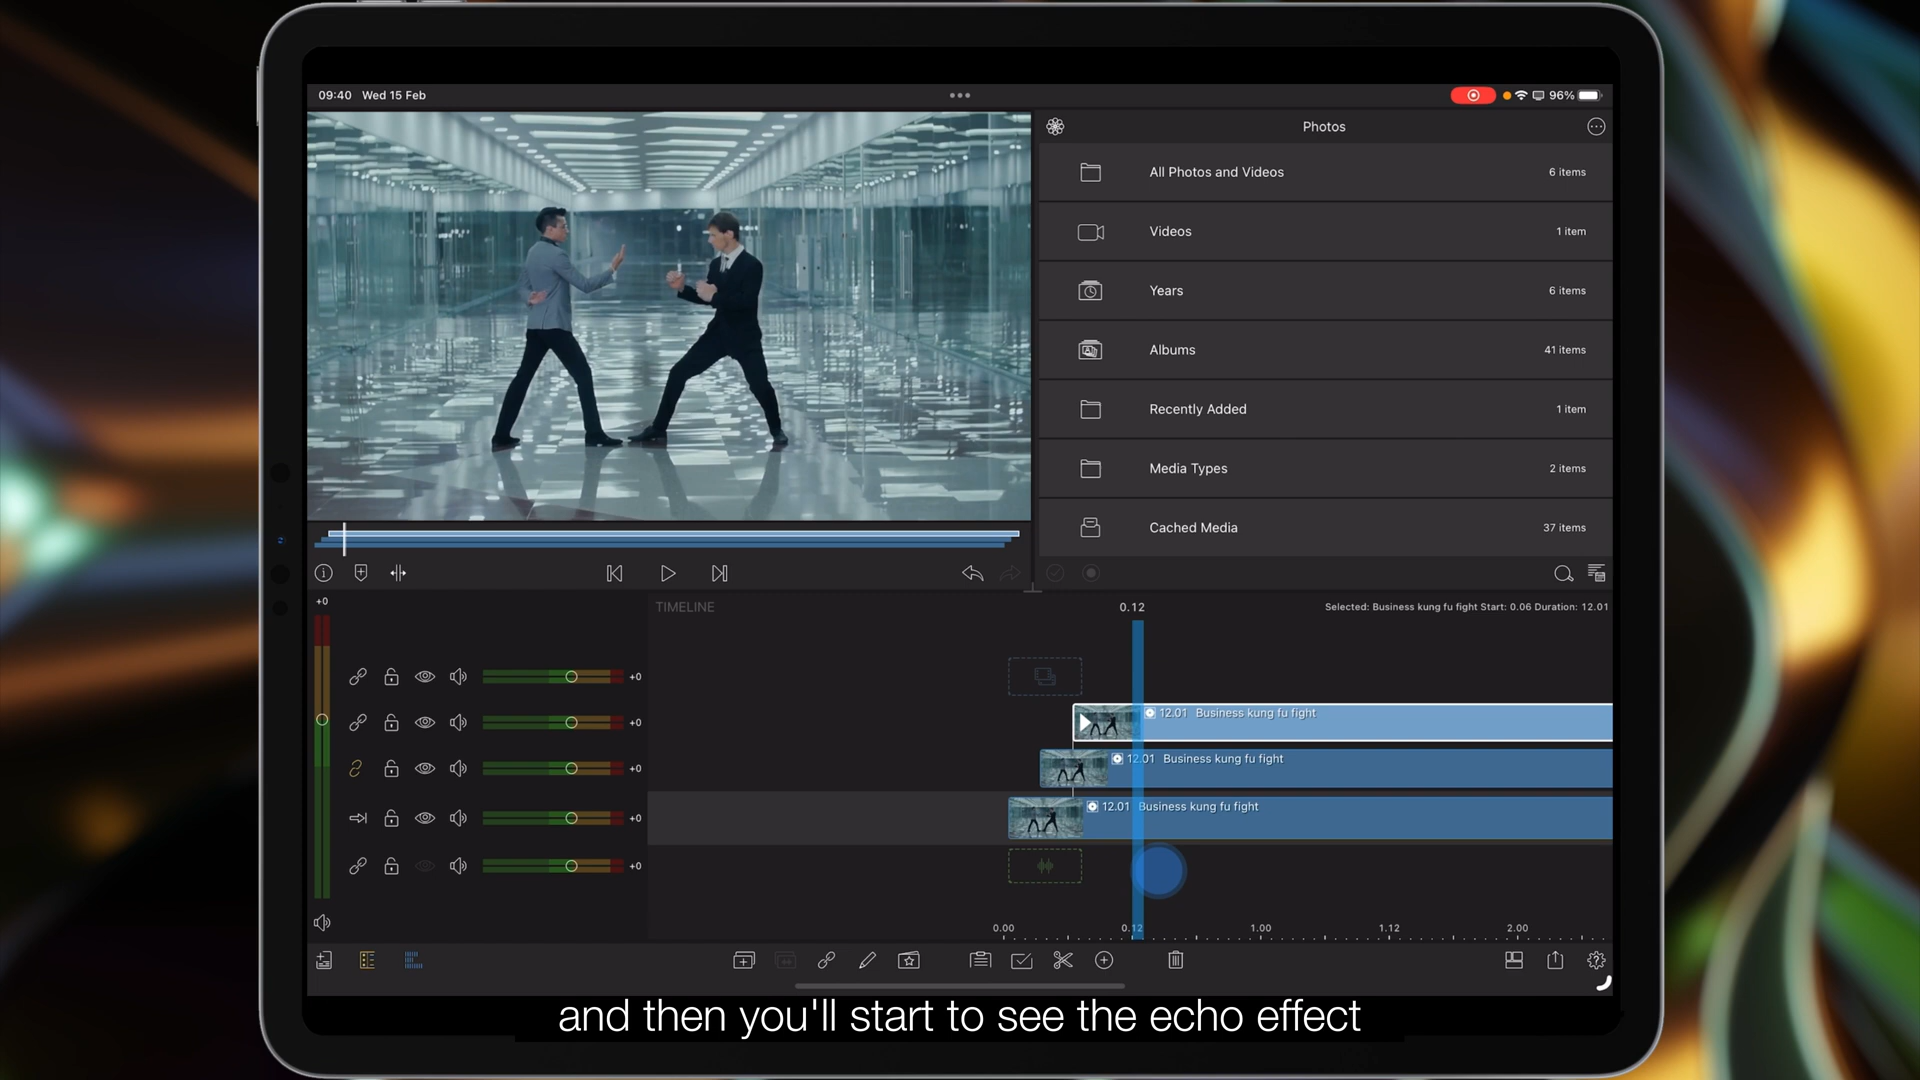 09:40 Wed 15 Feb
96%
Photos
All Photos and Videos 6 items
Videos 1 item
Years 6 items
Albums 41 items
Recently Added 1 item
Media Types 2 items
Cached Media 37 items
+0
TIMELINE
0.12
Selected: Business kung fu fight Start: 0.06 Duration: 12.01
+0
+0
12.01 Business kung fu fight
+0
12.01 Business kung fu fight
+0
12.01 Business kung fu fight
+0
0.00 0.12 1.00 1.12 2.00
and then you'll start to see the echo effect